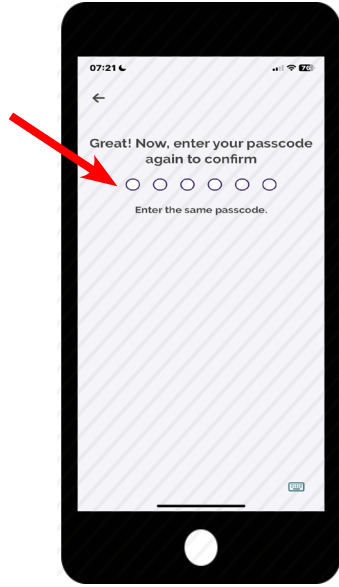 07:21
76
Great! Now, enter your passcode
again to confirm
Enter the same passcode.